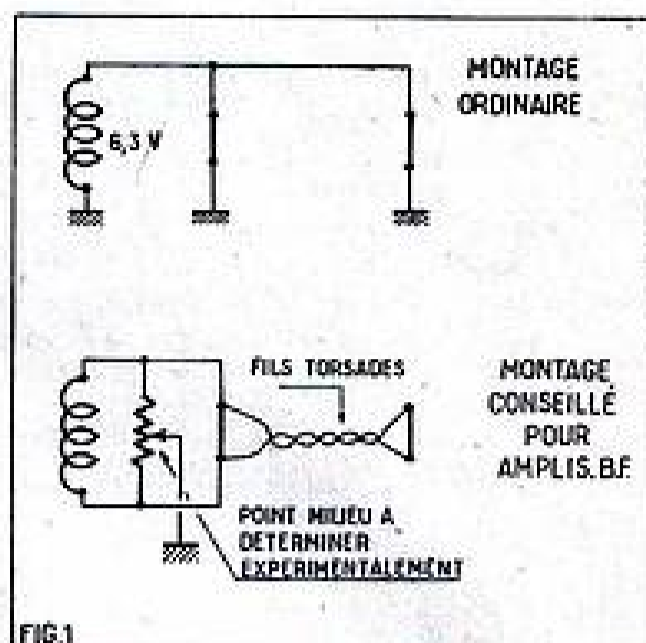 MONTAGE
ORDINAIRE
6,3 V
FILS TORSADES
MONTAGE
CONSEILLÉ
POUR
AMPLIS. B.F.
POINT MILIEU A
DETERMINER
EXPERIMENTALEMENT
FIG.1